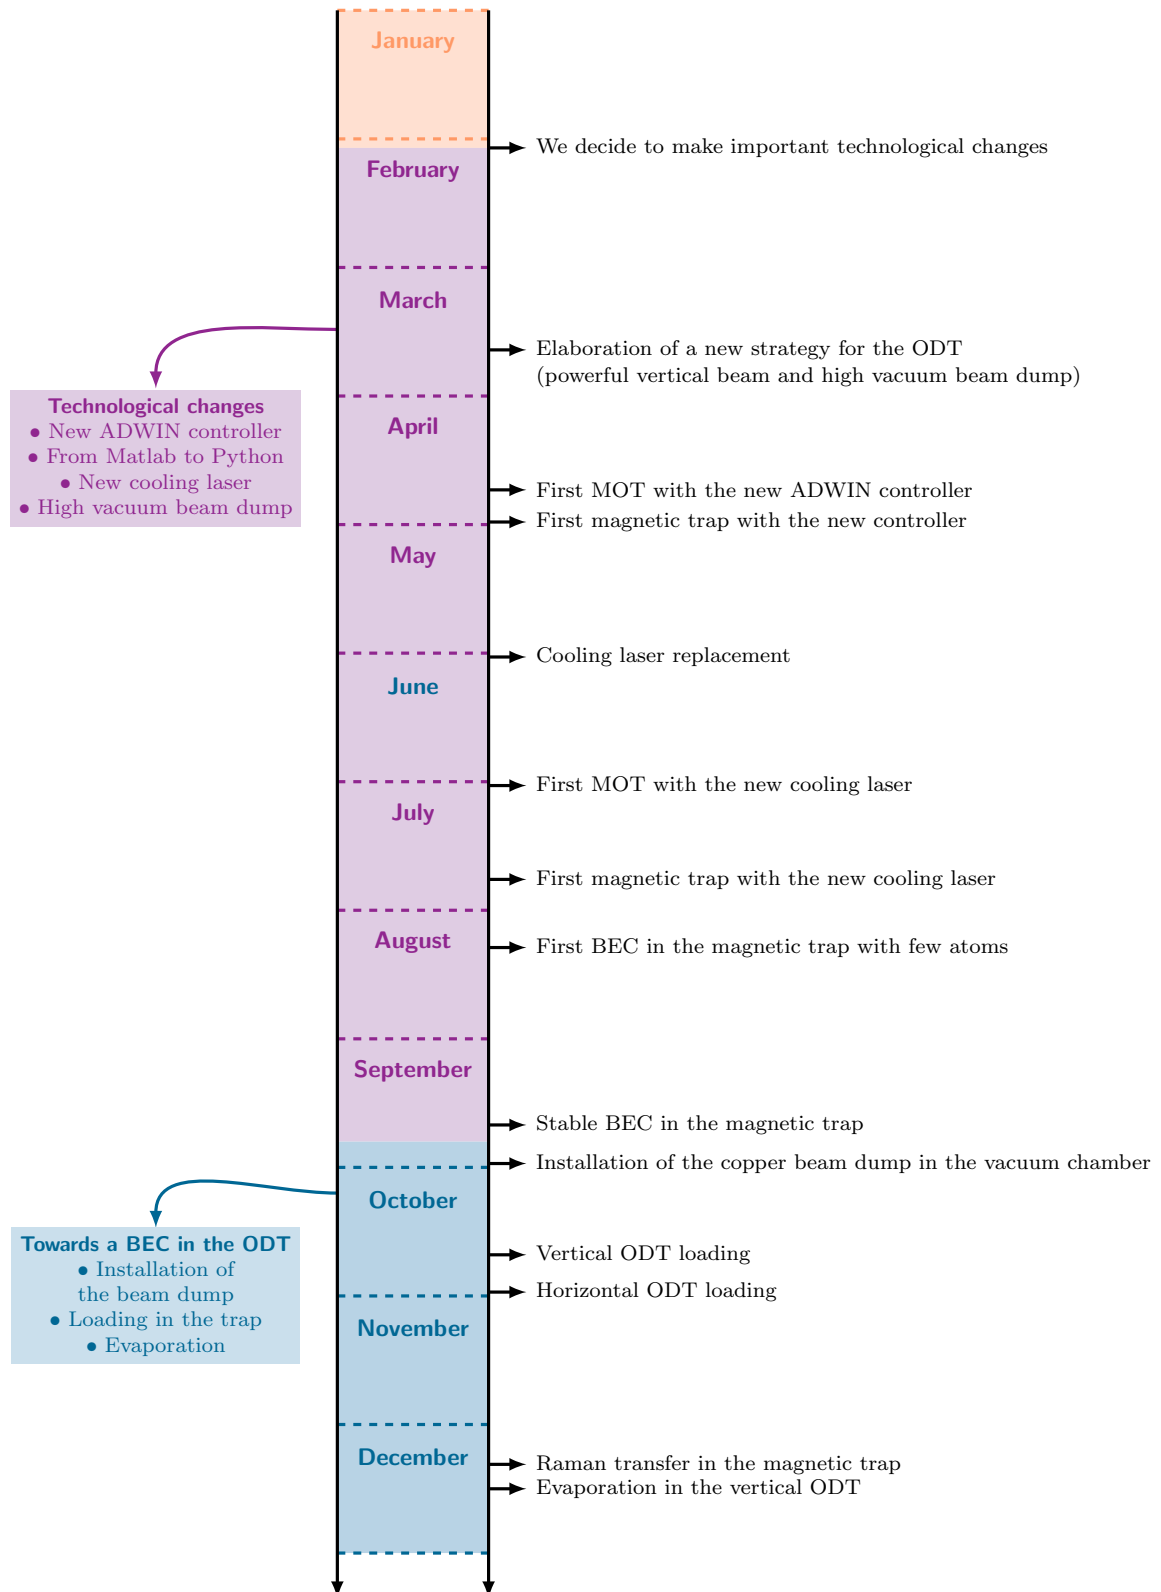 January
We decide to make important technological changes
February
March
Elaboration of a new strategy for the ODT
(powerful vertical beam and high vacuum beam dump)
Technological changes
• New ADWIN controller
• From Matlab to Python
• New cooling laser
• High vacuum beam dump
April
First MOT with the new ADWIN controller
First magnetic trap with the new controller
May
Cooling laser replacement
June
First MOT with the new cooling laser
July
First magnetic trap with the new cooling laser
August
First BEC in the magnetic trap with few atoms
September
Stable BEC in the magnetic trap
Installation of the copper beam dump in the vacuum chamber
October
Towards a BEC in the ODT
• Installation of
the beam dump
• Loading in the trap
• Evaporation
Vertical ODT loading
Horizontal ODT loading
November
December
Raman transfer in the magnetic trap
Evaporation in the vertical ODT